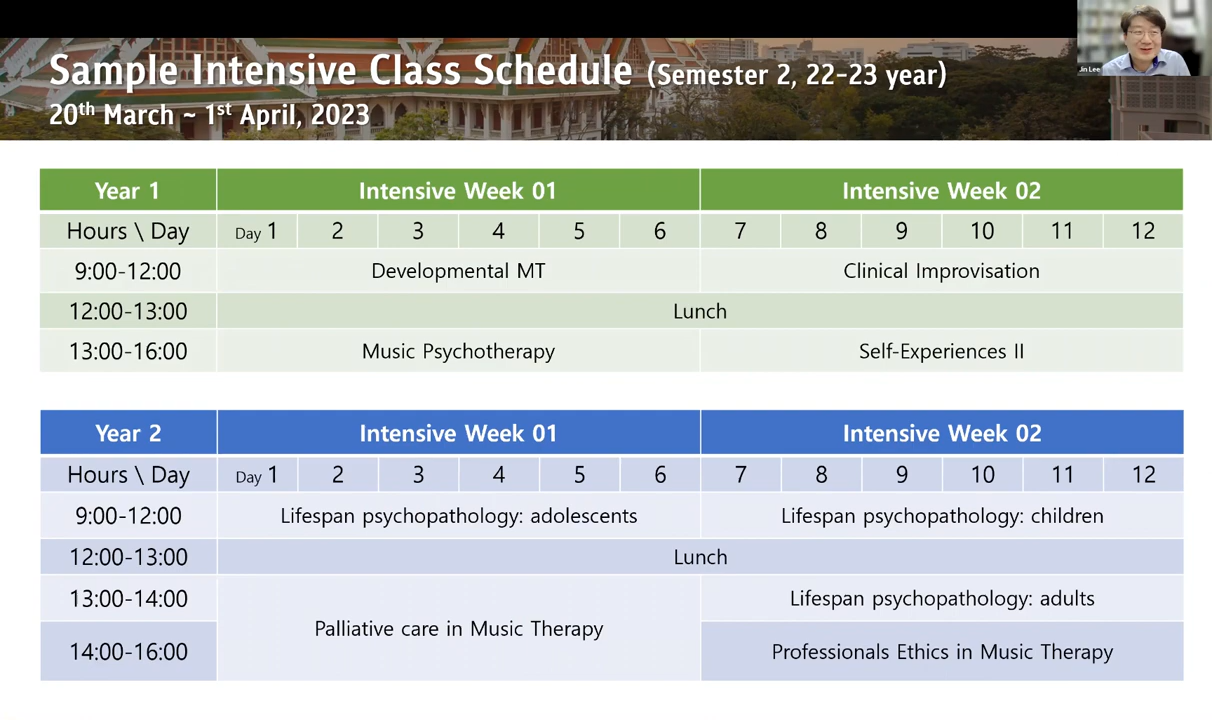 Sample Intensive Class Schedule (Semester 2, 22-23 year)
20th March ~ 1st April, 2023
Jin Lee
Year 1 Intensive Week 01 Intensive Week 02
Hours \ Day Day 1 2 3 4 5 6 7 8 9 10 11 12
9:00-12:00 Developmental MT Clinical Improvisation
12:00-13:00 Lunch
13:00-16:00 Music Psychotherapy Self-Experiences II
Year 2 Intensive Week 01 Intensive Week 02
Hours \ Day Day 1 2 3 4 5 6 7 8 9 10 11 12
9:00-12:00 Lifespan psychopathology: adolescents Lifespan psychopathology: children
12:00-13:00 Lunch
13:00-14:00 Lifespan psychopathology: adults
Palliative care in Music Therapy
14:00-16:00 Professionals Ethics in Music Therapy